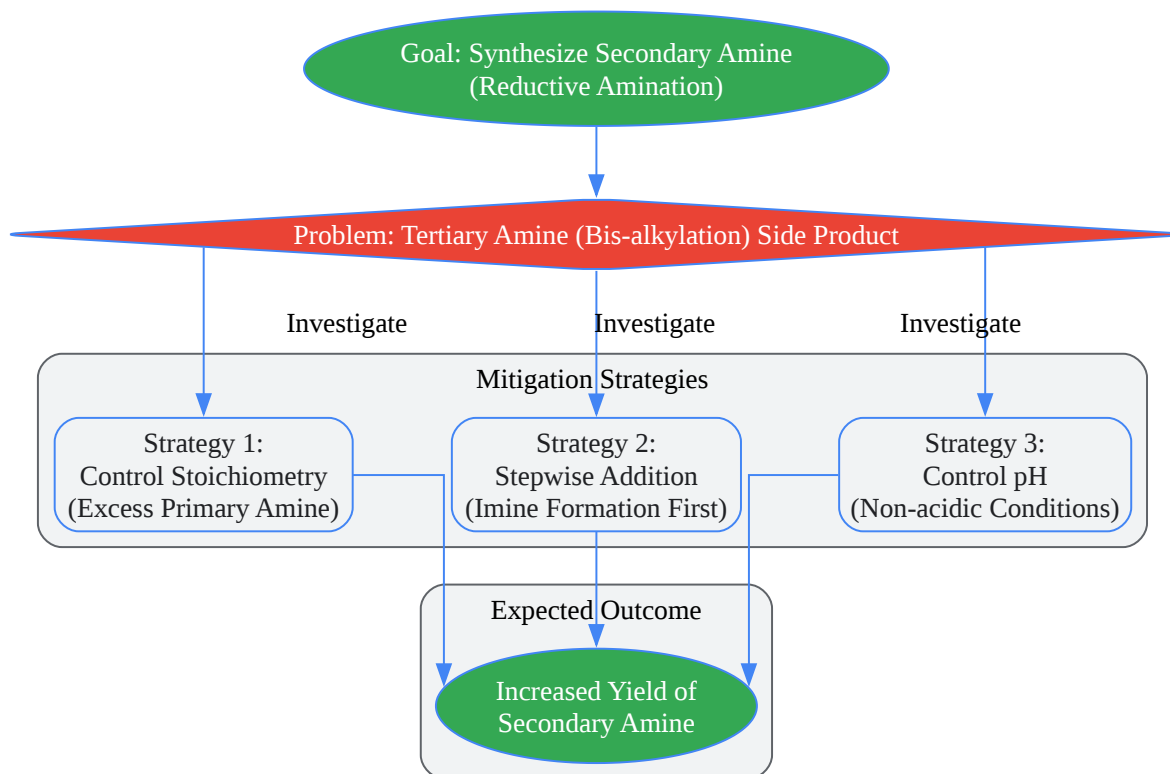 Goal: Synthesize Secondary Amine
(Reductive Amination)
Problem: Tertiary Amine (Bis-alkylation) Side Product
Investigate
Investigate
Investigate
Mitigation Strategies
Strategy 1:
Control Stoichiometry
(Excess Primary Amine)
Strategy 2:
Stepwise Addition
(Imine Formation First)
Strategy 3:
Control pH
(Non-acidic Conditions)
Expected Outcome
Increased Yield of
Secondary Amine